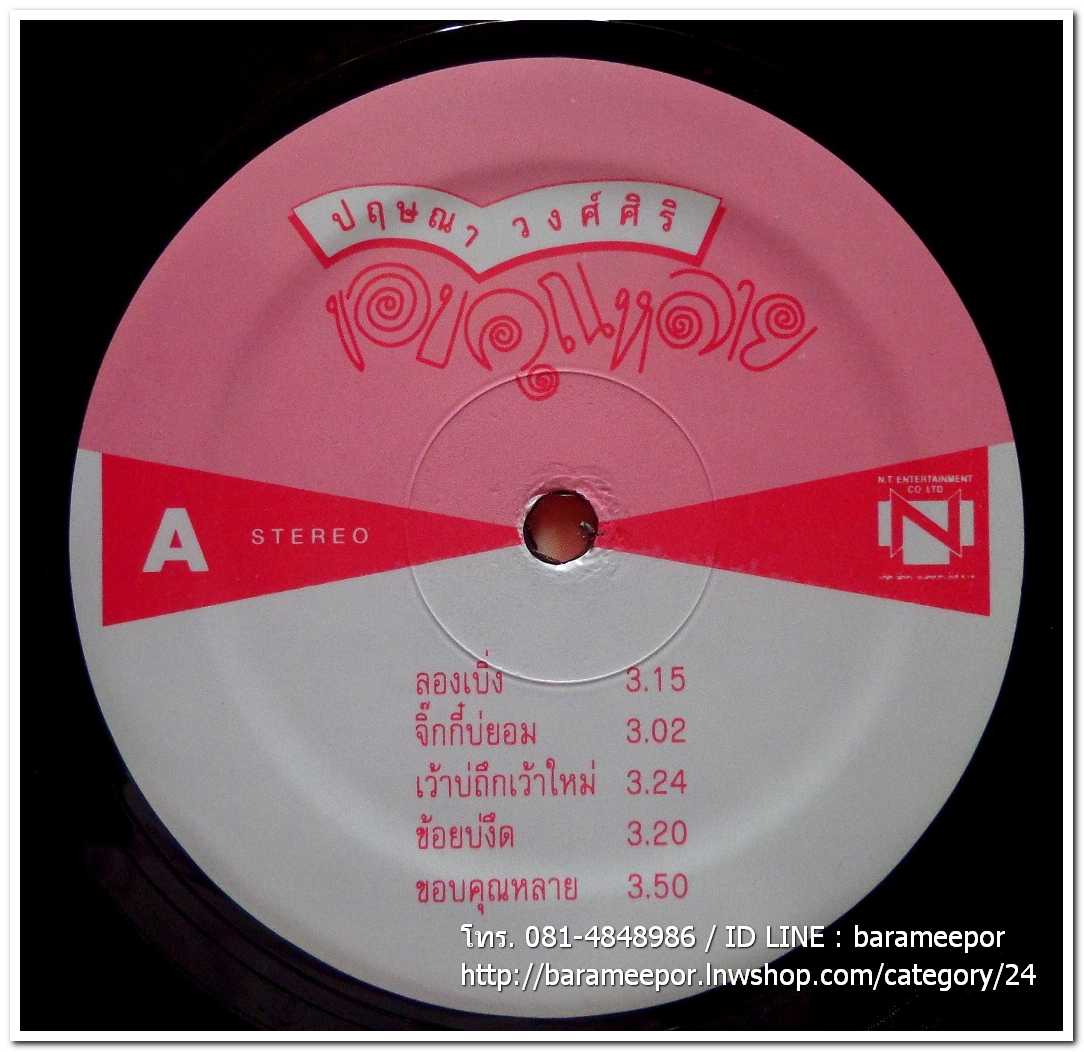 ปฤษณา วงศ์ศิริ
ขอบคุณหลาย
A STEREO
N.T. ENTERTAINMENT
CO LTD
N
ลองเบิ่ง 3.15
จิ๊กกี๋บ่ยอม 3.02
เว้าบ่ถึกเว้าใหม่ 3.24
ข้อยบ่งึด 3.20
ขอบคุณหลาย 3.50
โทร. 081-4848986 / ID LINE : barameepor
http://barameepor.lnwshop.com/category/24